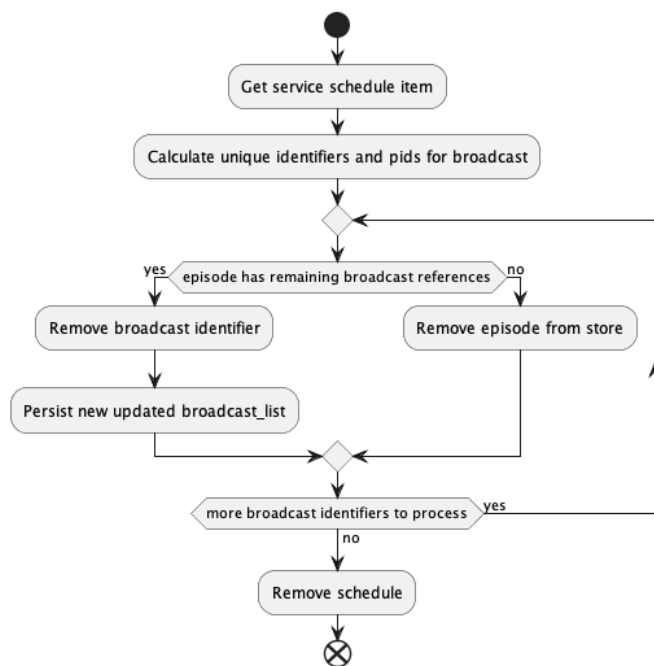 Get service schedule item
Calculate unique identifiers and pids for broadcast
yes
episode has remaining broadcast references
no
Remove broadcast identifier
Remove episode from store
Persist new updated broadcast_list
more broadcast identifiers to process
yes
no
Remove schedule